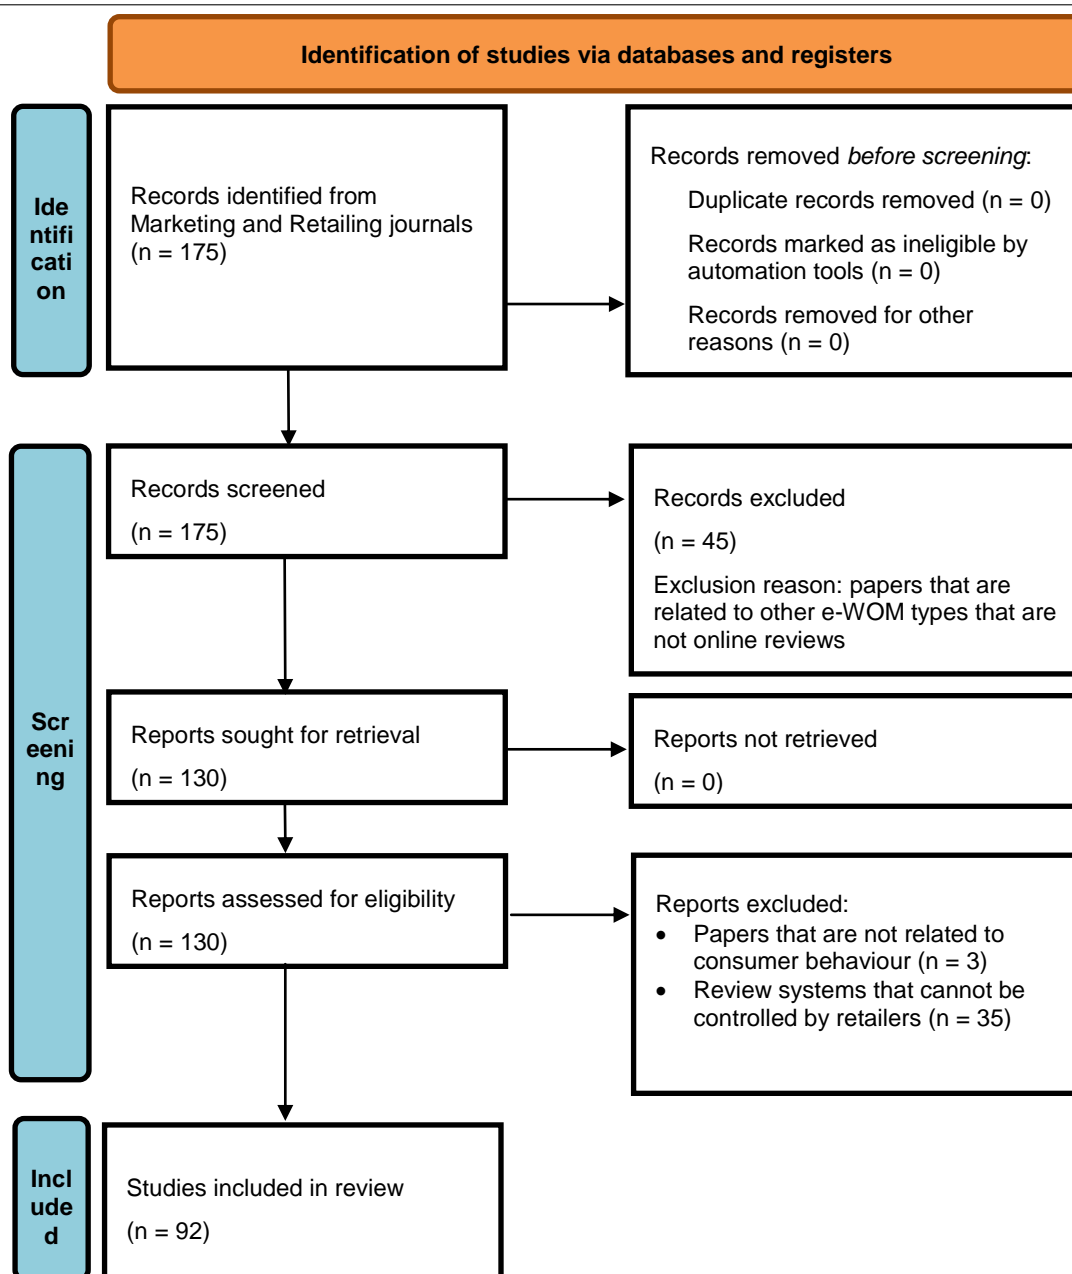 Identification of studies via databases and registers
Ide
ntifi
cati
on
Records identified from
Marketing and Retailing journals
(n = 175)
Records removed before screening:
Duplicate records removed (n = 0)
Records marked as ineligible by
automation tools (n = 0)
Records removed for other
reasons (n = 0)
Scr
eeni
ng
Records screened
(n = 175)
Records excluded
(n = 45)
Exclusion reason: papers that are
related to other e-WOM types that are
not online reviews
Reports sought for retrieval
(n = 130)
Reports not retrieved
(n = 0)
Reports assessed for eligibility
(n = 130)
Reports excluded:
• Papers that are not related to
consumer behaviour (n = 3)
• Review systems that cannot be
controlled by retailers (n = 35)
Incl
ude
d
Studies included in review
(n = 92)